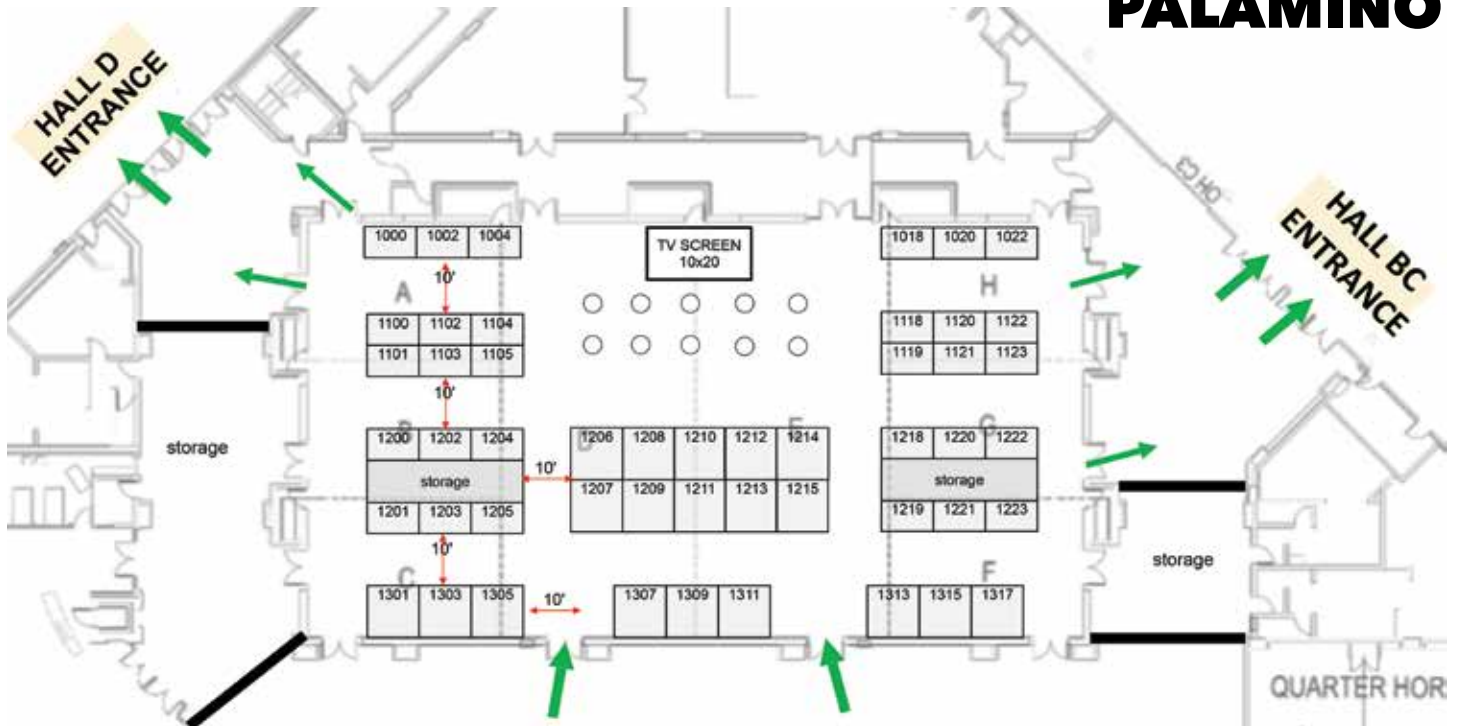 PALAMINO
HALL D
ENTRANCE
OH C3
HALL BC
ENTRANCE
1000 1002 1004
TV SCREEN
10x20
1018 1020 1022
10'
A
H
1100 1102 1104
1118 1120 1122
1101 1103 1105
1119 1121 1123
10'
storage
B
D
E
G
1200 1202 1204
1206 1208 1210 1212 1214
1218 1220 1222
storage
10'
storage
1207 1209 1211 1213 1215
1201 1203 1205
1219 1221 1223
10'
storage
C
F
1301 1303 1305
10'
1307 1309 1311
1313 1315 1317
QUARTER HOR